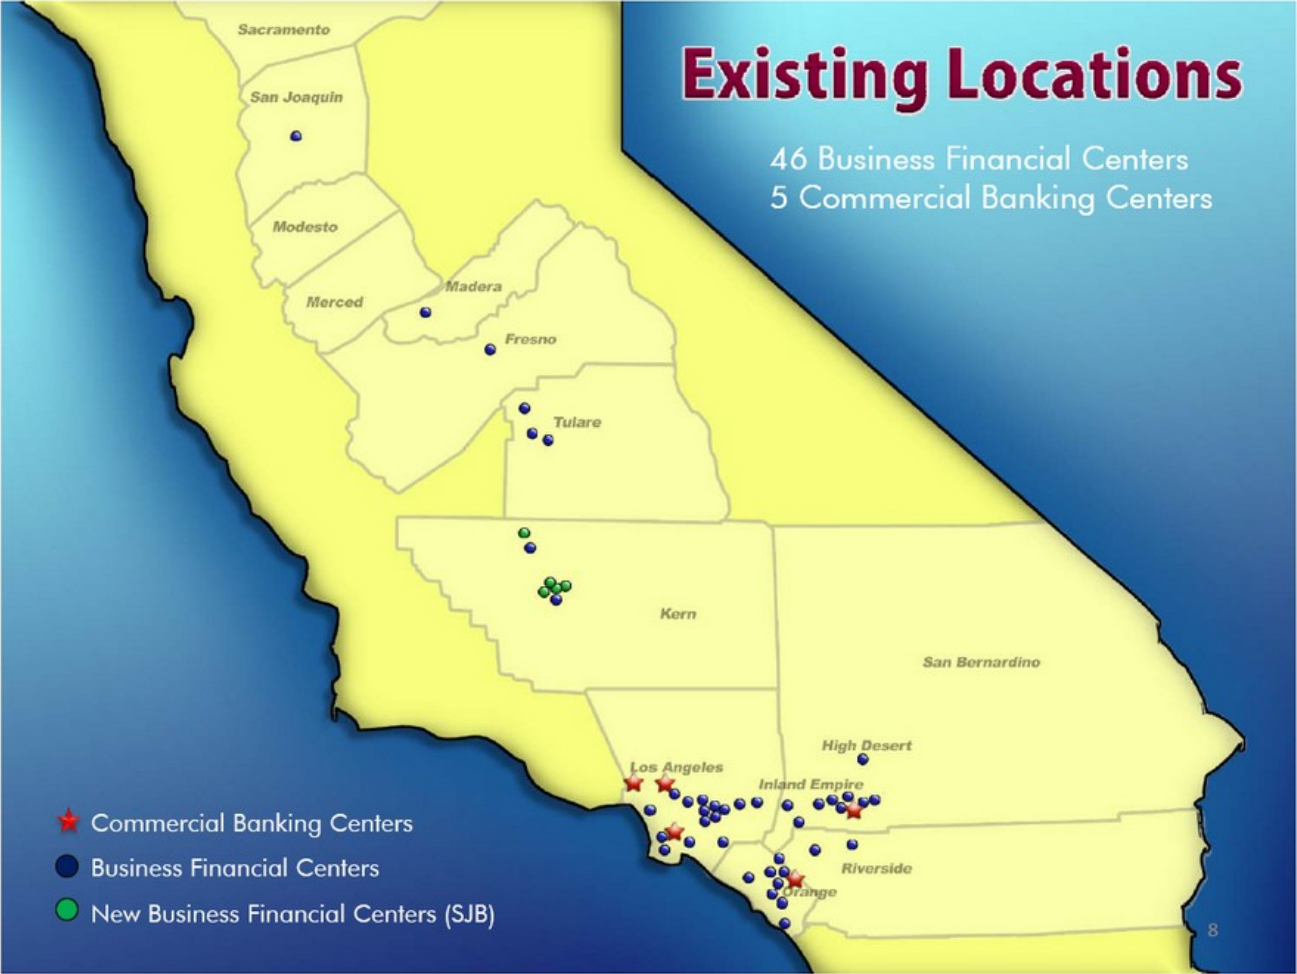 Existing Locations
46 Business Financial Centers
5 Commercial Banking Centers
Sacramento
San Joaquin
Modesto
Merced
Madera
Fresno
Tulare
Kern
San Bernardino
High Desert
Los Angeles
Inland Empire
Riverside
Orange
Commercial Banking Centers
Business Financial Centers
New Business Financial Centers (SJB)
8